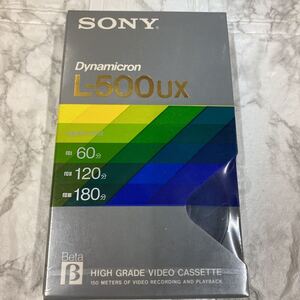 SONY
Dynamicron
L-500UX
βII 120分
βIII 180分
60分
Beta
β
HIGH GRADE VIDEO CASSETTE
150 METERS OF VIDEO RECORDING AND PLAYBACK